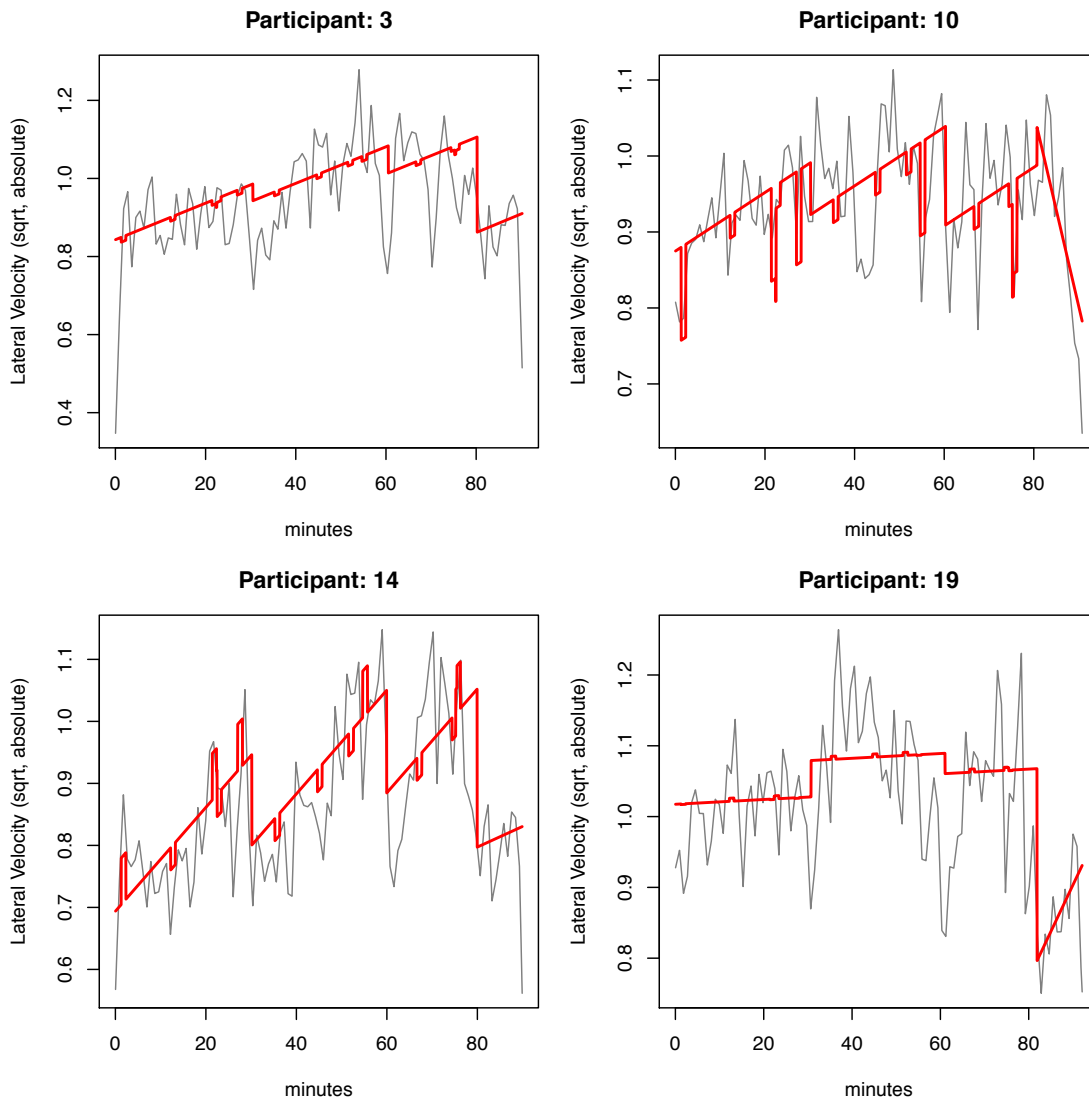 Participant: 3
Lateral Velocity (sqrt, absolute)
0.4 0.6 0.8 1.0 1.2
0 20 40 60 80
minutes
Participant: 10
Lateral Velocity (sqrt, absolute)
0.7 0.8 0.9 1.0 1.1
0 20 40 60 80
minutes
Participant: 14
Lateral Velocity (sqrt, absolute)
0.6 0.7 0.8 0.9 1.0 1.1
0 20 40 60 80
minutes
Participant: 19
Lateral Velocity (sqrt, absolute)
0.8 0.9 1.0 1.1 1.2
0 20 40 60 80
minutes